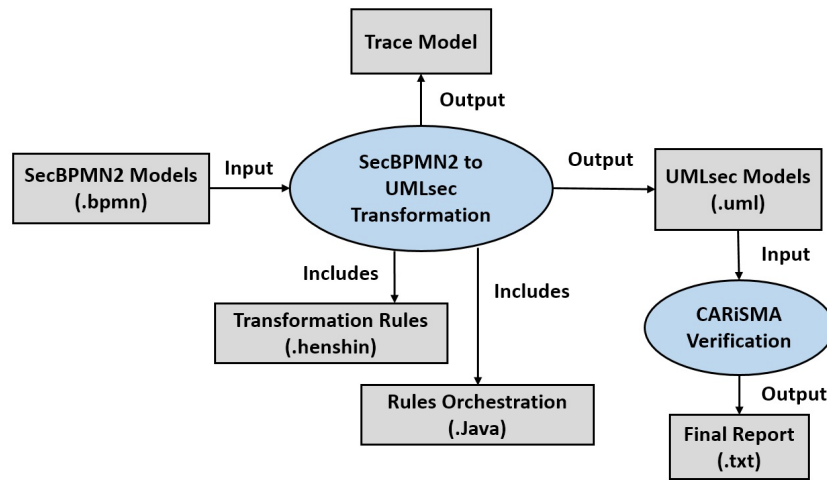 Trace Model
Output
SecBPMN2 Models
(.bpmn)
Input
SecBPMN2 to
UMLsec
Transformation
Output
UMLsec Models
(.uml)
Includes
Includes
Input
Transformation Rules
(.henshin)
CARiSMA
Verification
Rules Orchestration
(.Java)
Output
Final Report
(.txt)